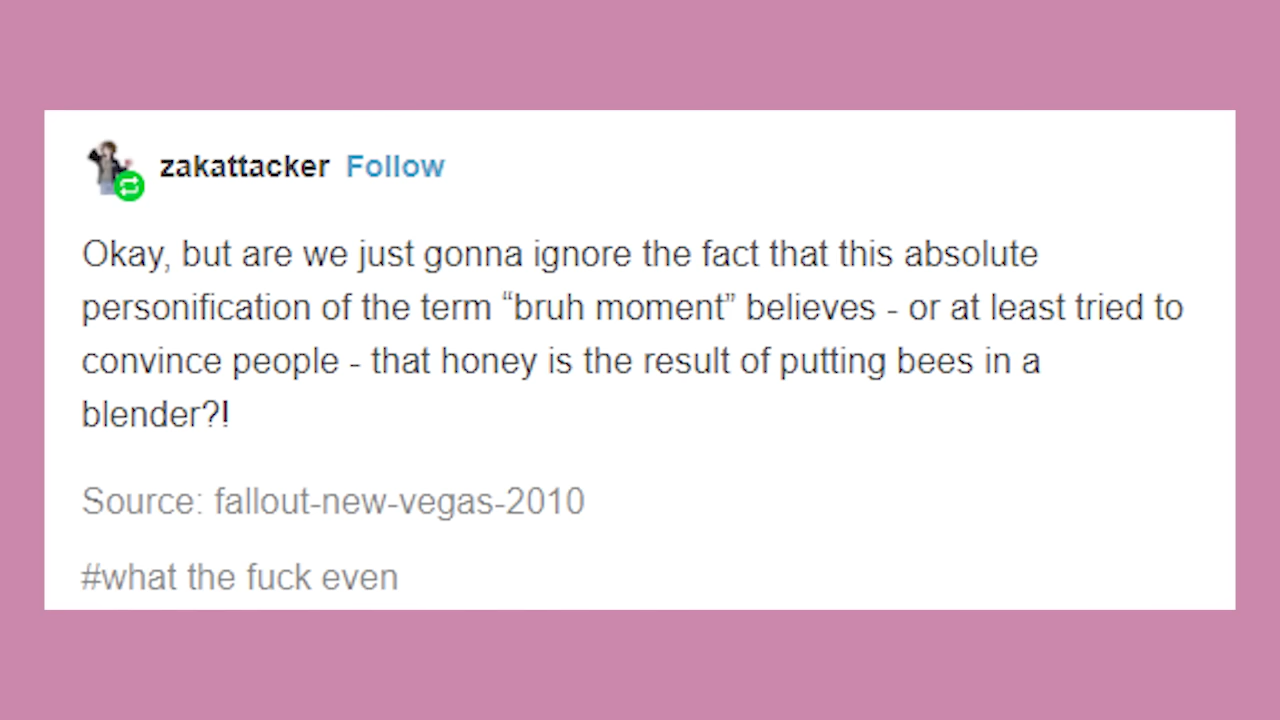 zakattacker Follow
Okay, but are we just gonna ignore the fact that this absolute
personification of the term “bruh moment” believes - or at least tried to
convince people - that honey is the result of putting bees in a
blender?!
Source: fallout-new-vegas-2010
#what the fuck even